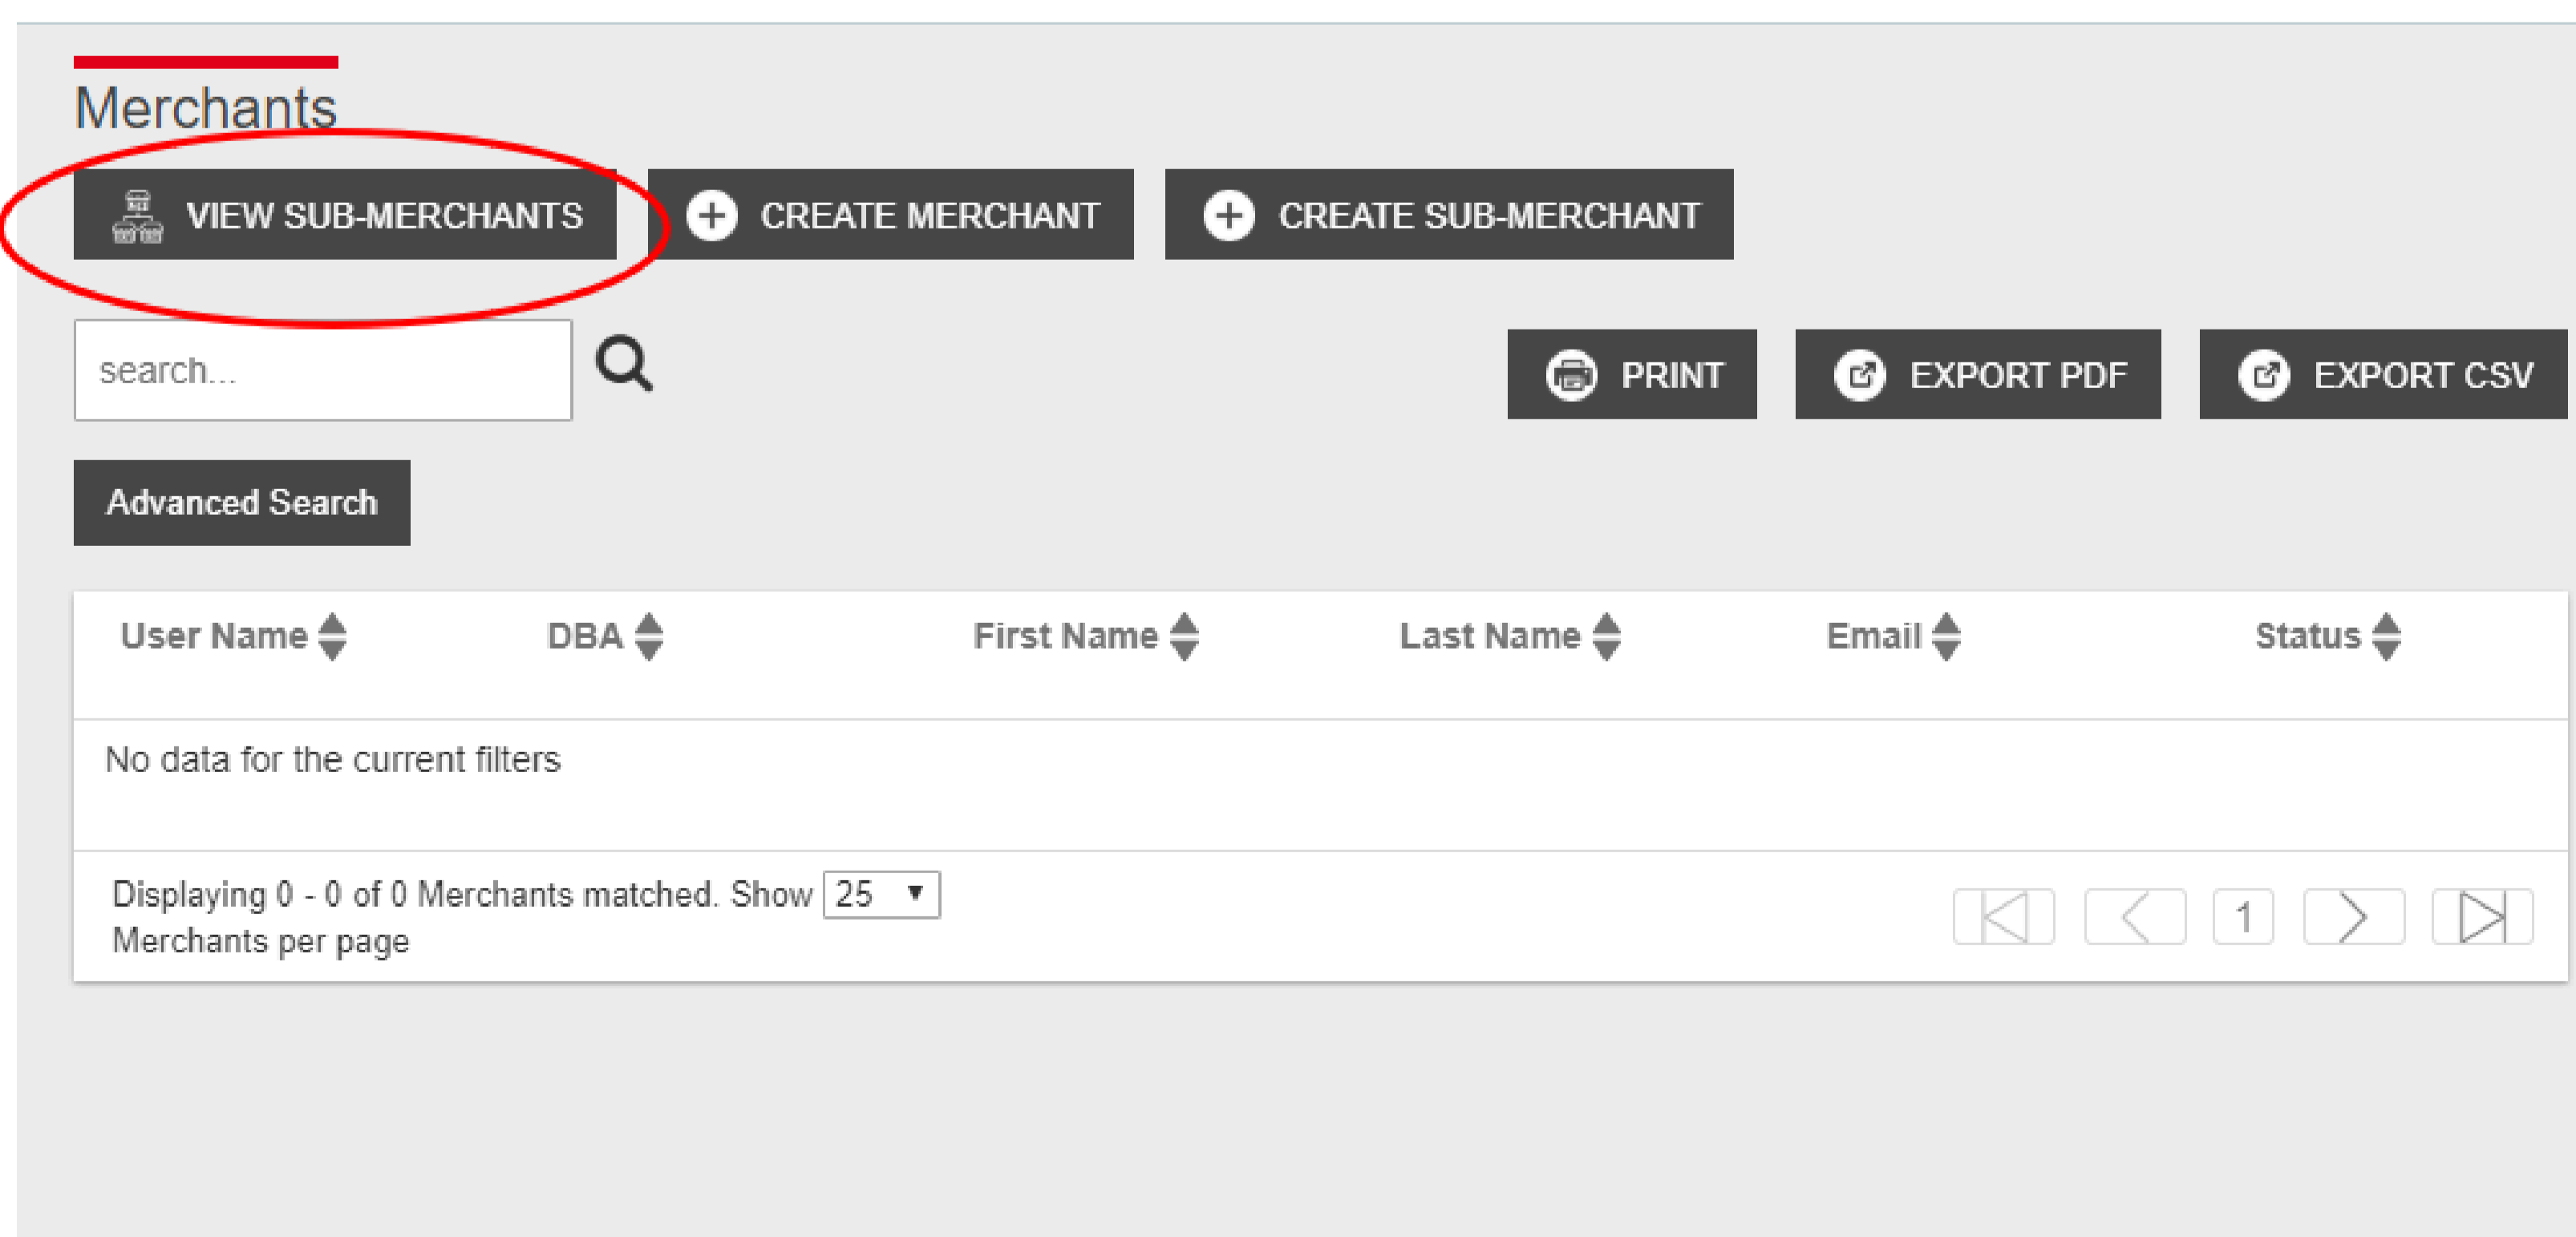 Merchants
VIEW SUB-MERCHANTS CREATE MERCHANT CREATE SUB-MERCHANT
search... PRINT EXPORT PDF EXPORT CSV
Advanced Search
User Name DBA First Name Last Name Email Status
No data for the current filters
Displaying 0 - 0 of 0 Merchants matched. Show 25
Merchants per page
1